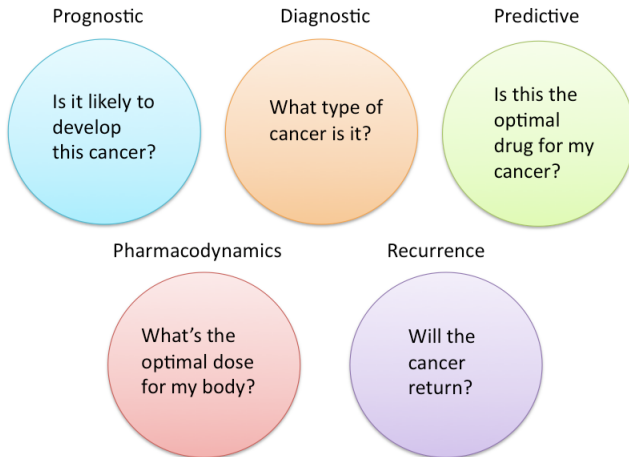 Prognostic
Diagnostic
Predictive
Is it likely to
develop
this cancer?
What type of
cancer is it?
Is this the
optimal
drug for my
cancer?
Pharmacodynamics
Recurrence
What's the
optimal dose
for my body?
Will the
cancer
return?